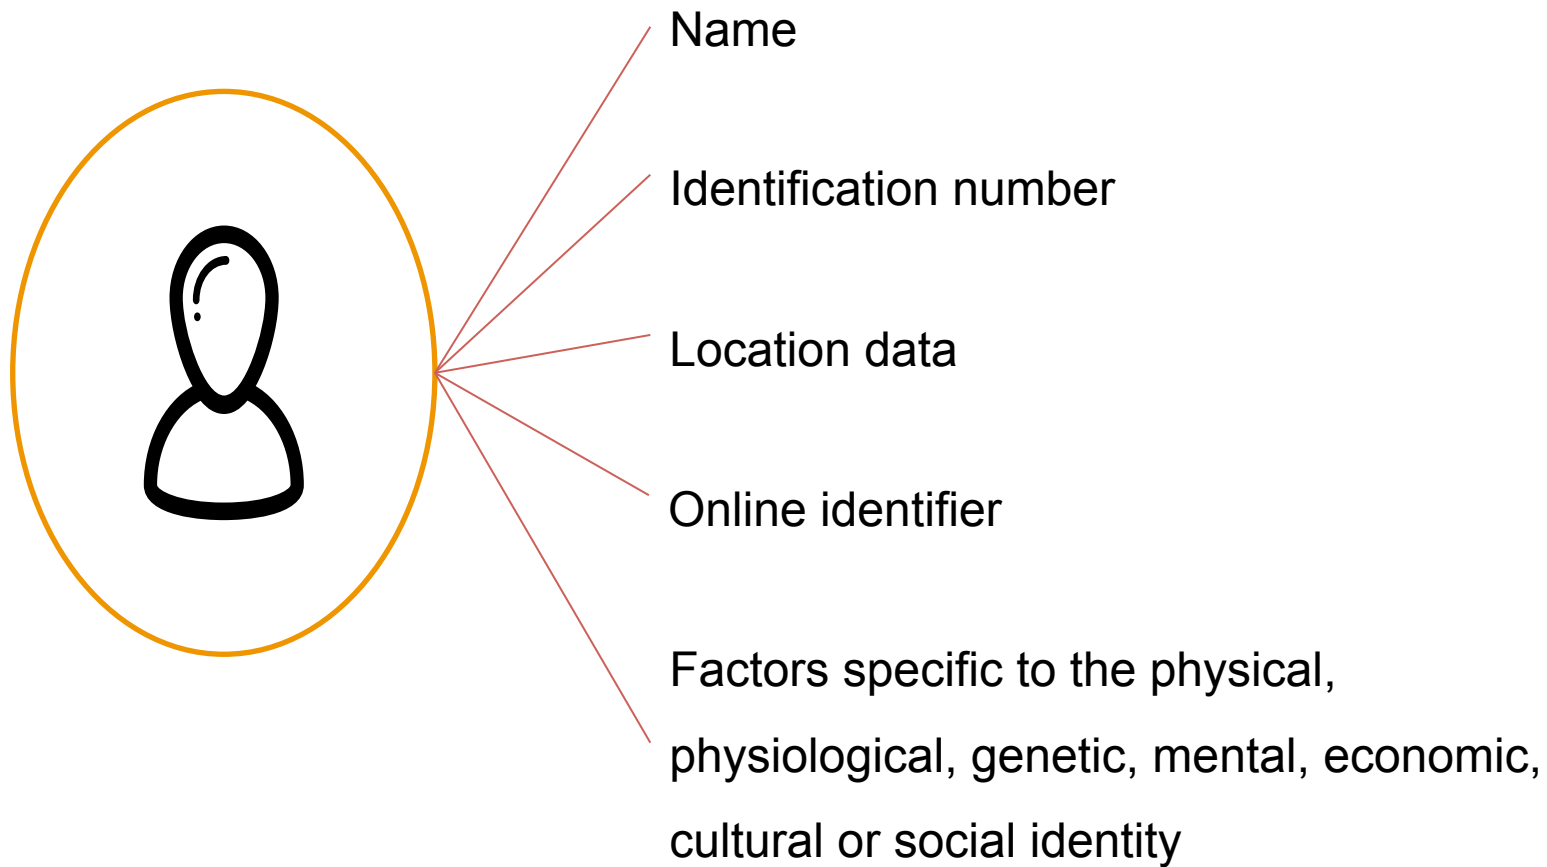 Name
Identification number
Location data
Online identifier
Factors specific to the physical,
physiological, genetic, mental, economic,
cultural or social identity